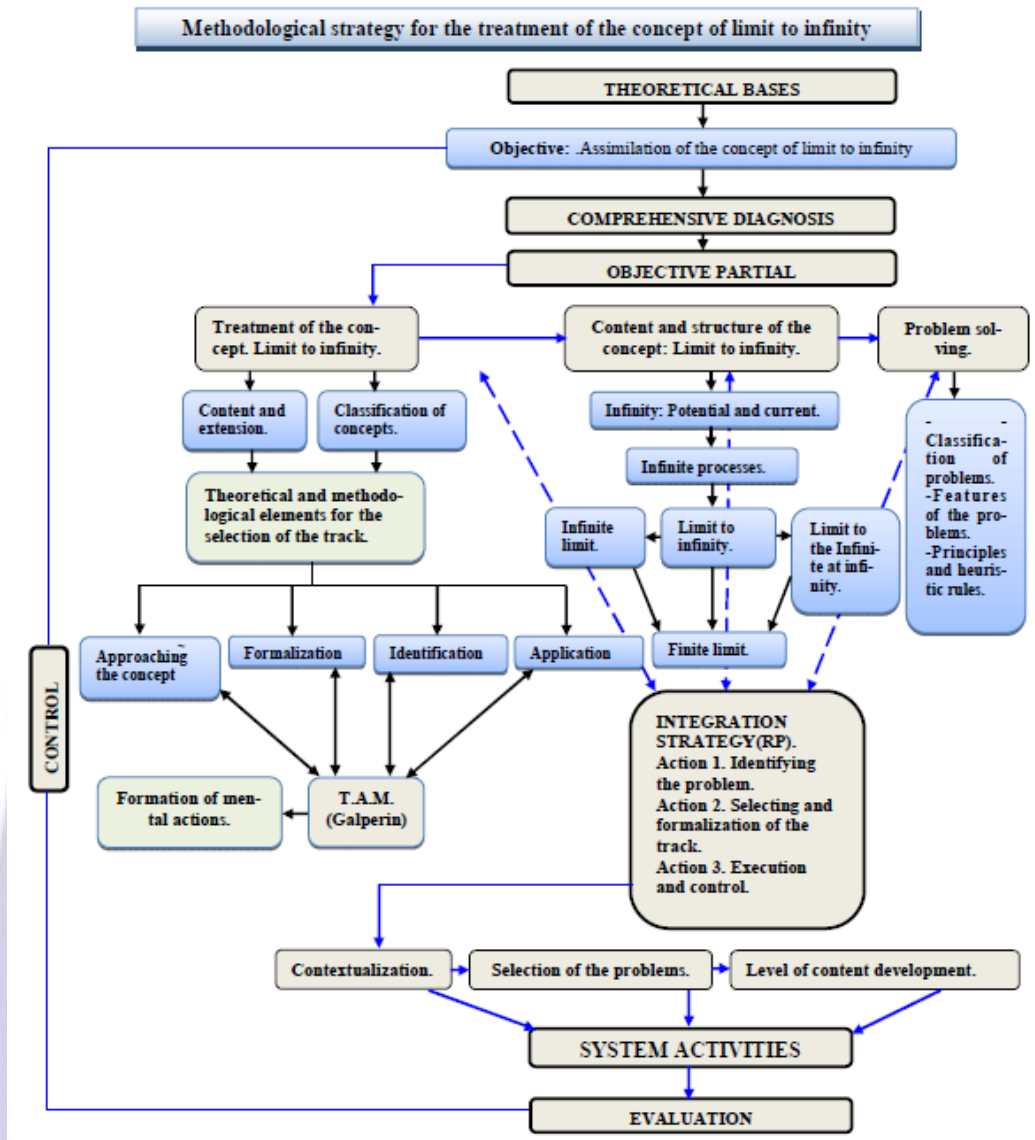 Methodological strategy for the treatment of the concept of limit to infinity
THEORETICAL BASES
Objective: .Assimilation of the concept of limit to infinity
COMPREHENSIVE DIAGNOSIS
OBJECTIVE PARTIAL
Treatment of the con-
cept. Limit to infinity.
Content and structure of the
concept: Limit to infinity.
Problem sol-
ving.
Content and
extension.
Classification of
concepts.
Infinity: Potential and current.
Infinite processes.
- -
Classifica-
tion of
problems.
-Features
of the pro-
blems.
-Principles
and heuris-
tic rules.
Theoretical and methodo-
logical elements for the
selection of the track.
Infinite
limit.
Limit to
infinity.
Limit to
the Infini-
te at infi-
nity.
Finite limit.
Approaching
the concept
Formalization
Identification
Application
CONTROL
Formation of men-
tal actions.
T.A.M.
(Galperin)
INTEGRATION
STRATEGY(RP).
Action 1. Identifying
the problem.
Action 2. Selecting and
formalization of the
track.
Action 3. Execution
and control.
Contextualization.
Selection of the problems.
Level of content development.
SYSTEM ACTIVITIES
EVALUATION